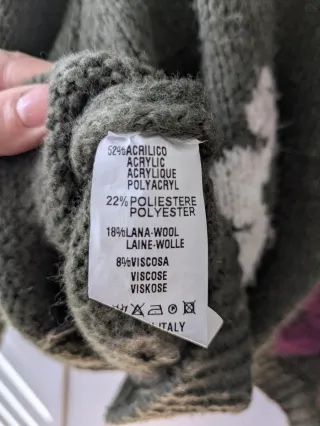 52%ACRILICO
ACRYLIC
ACRYLIQUE
POLYACRYL
22%POLIESTERE
POLYESTER
18%LANA-WOOL
LAINE-WOLLE
8%VISCOSA
VISCOSE
VISKOSE
ITALY